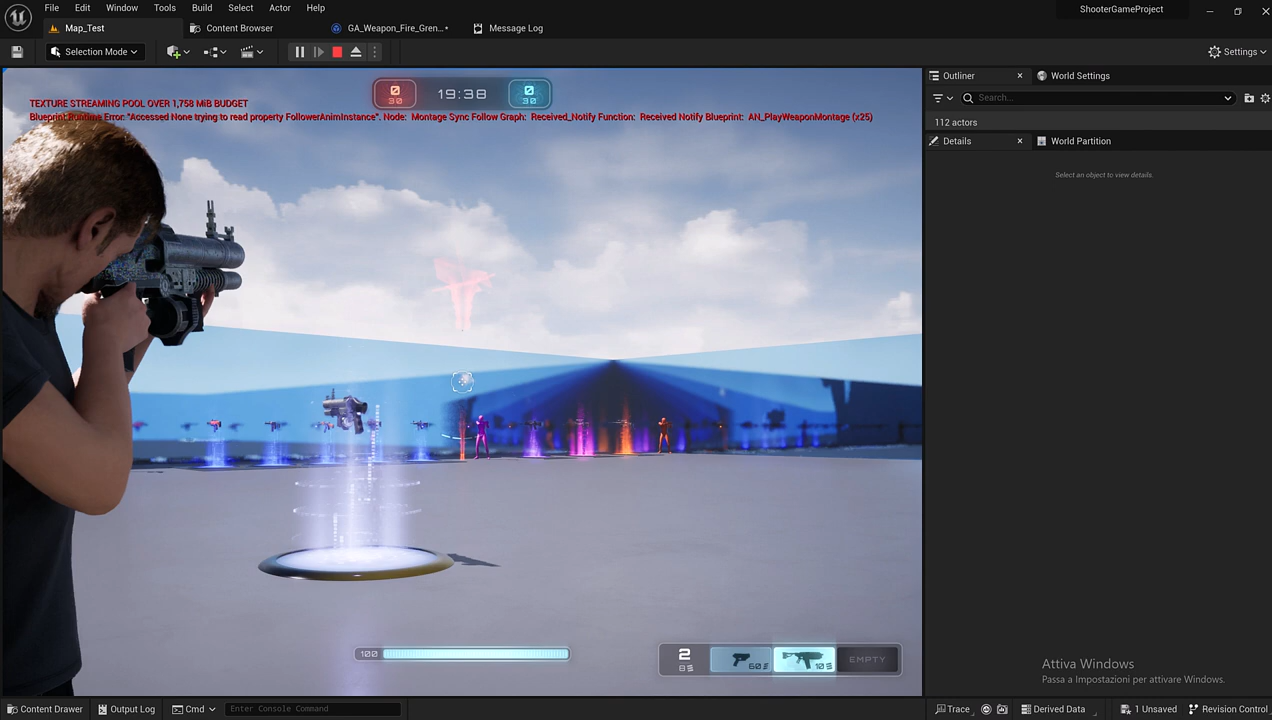 File Edit Window Tools Build Select Actor Help
ShooterGameProject
Map_Test
Content Browser
GA_Weapon_Fire_Gren...*
Message Log
Selection Mode
Settings
TEXTURE STREAMING POOL OVER 1,758 MiB BUDGET
Blueprint Runtime Error: "Accessed None trying to read property FollowerAnimInstance". Node: Montage Sync Follow Graph: Received_Notify Function: Received Notify Blueprint: AN_PlayWeaponMontage (x25)
0
30
19:38
0
30
Outliner
World Settings
Search...
112 actors
Details
World Partition
Select an object to view details.
100
2
8
60
10
EMPTY
Attiva Windows
Passa a Impostazioni per attivare Windows.
Content Drawer
Output Log
Cmd
Enter Console Command
Trace
Derived Data
1 Unsaved
Revision Control